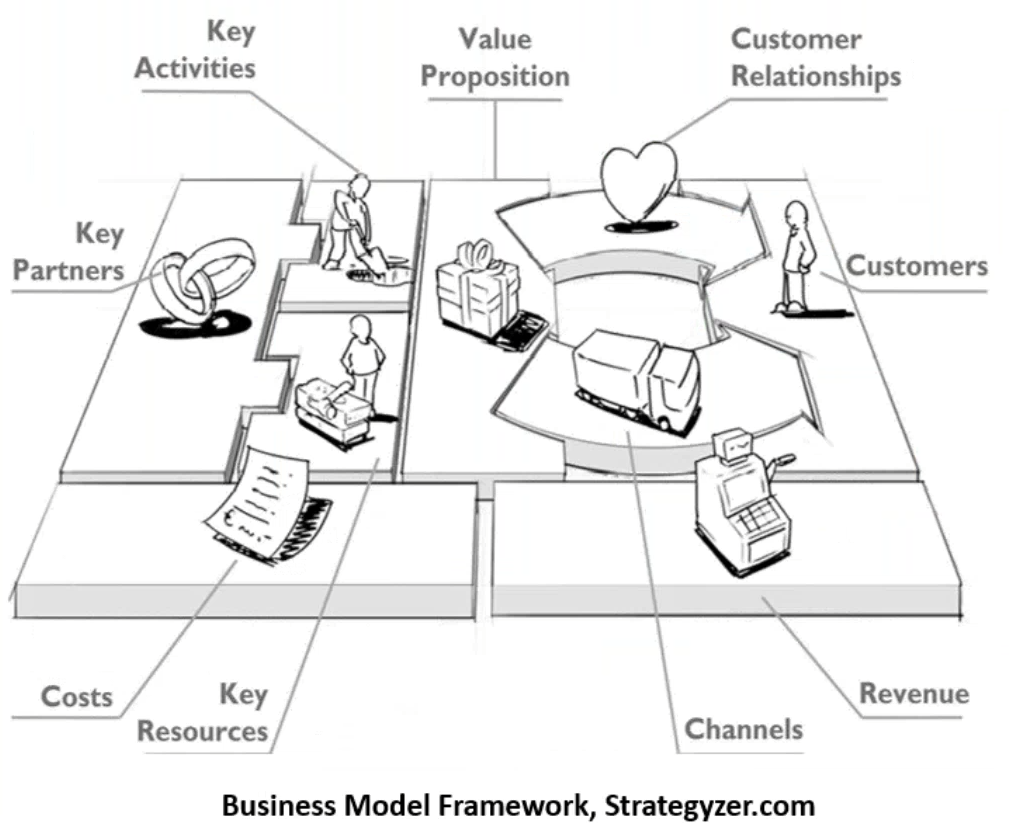 Key
Activities
Value
Proposition
Customer
Relationships
Key
Partners
Customers
Costs
Key
Resources
Channels
Revenue
Business Model Framework, Strategyzer.com